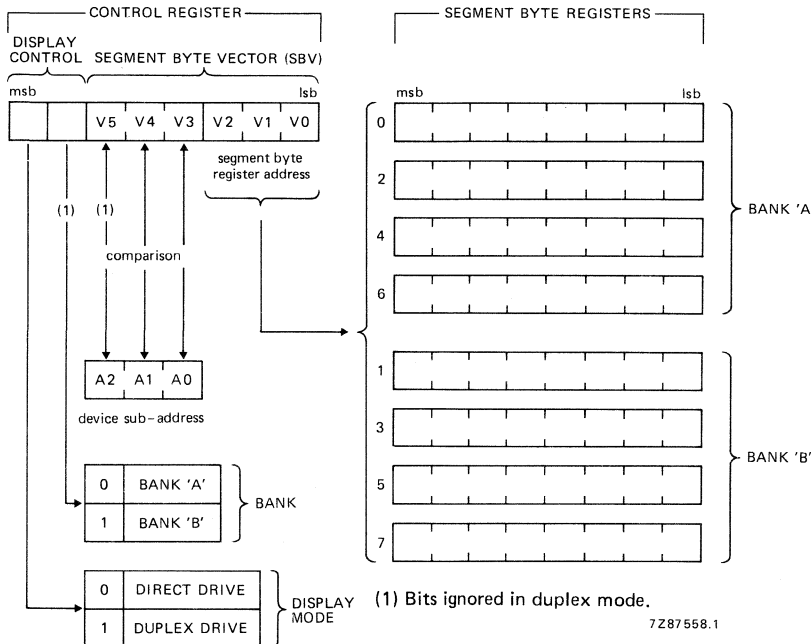 CONTROL REGISTER
SEGMENT BYTE REGISTERS
DISPLAY
CONTROL
SEGMENT BYTE VECTOR (SBV)
msb
lsb
msb
lsb
V5 V4 V3 V2 V1 V0
0
segment byte
register address
2
(1)
(1)
BANK 'A'
4
comparison
6
A2 A1 A0
1
device sub-address
3
BANK 'B'
0 BANK 'A'
BANK
5
1 BANK 'B'
7
0 DIRECT DRIVE
DISPLAY
MODE
1 DUPLEX DRIVE
(1) Bits ignored in duplex mode.
7Z87558.1